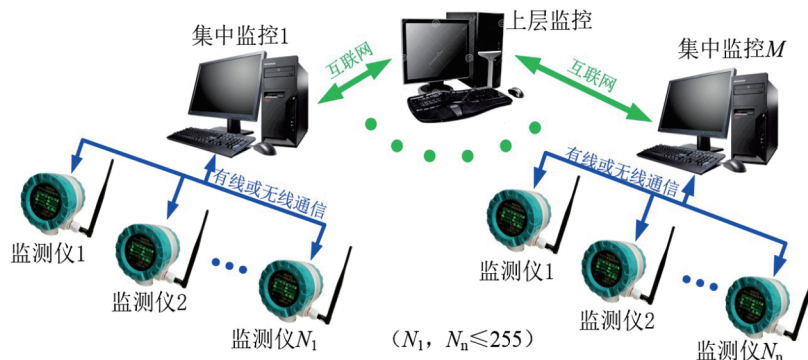 上层监控
集中监控1
集中监控M
互联网
互联网
有线或无线通信
有线或无线通信
监测仪1
监测仪2
监测仪N₁
监测仪1
监测仪2
监测仪Nₙ
（N₁，Nₙ≤255）